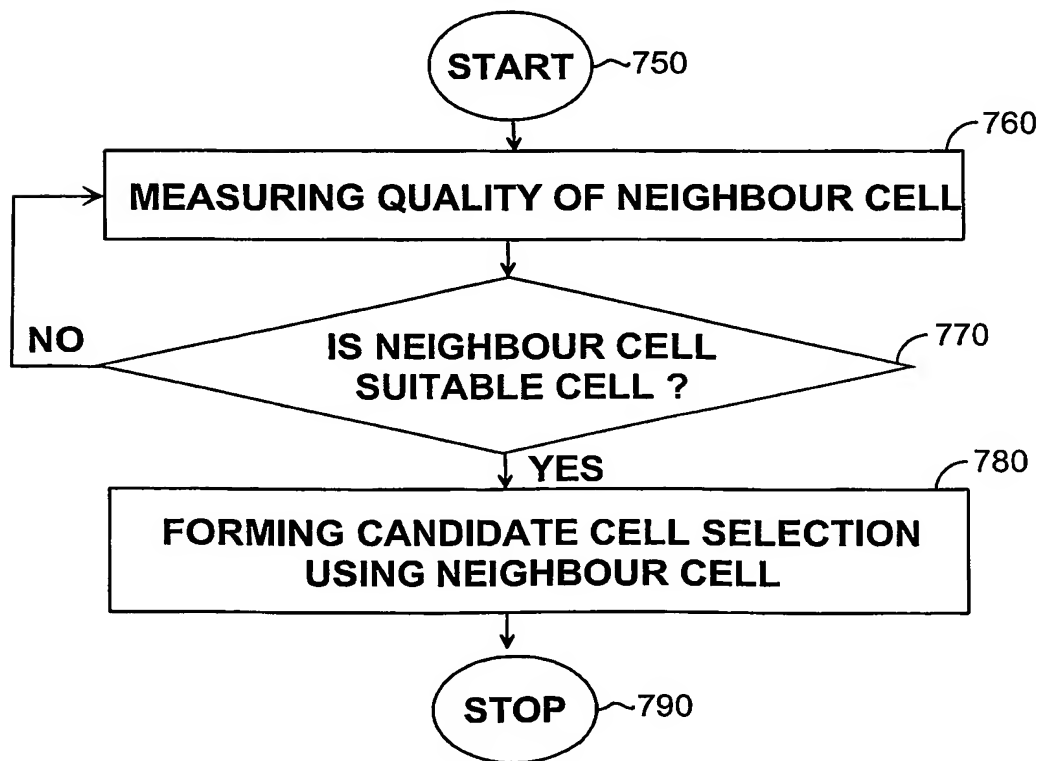 START
750
760
MEASURING QUALITY OF NEIGHBOUR CELL
NO
IS NEIGHBOUR CELL
SUITABLE CELL ?
770
YES
780
FORMING CANDIDATE CELL SELECTION
USING NEIGHBOUR CELL
STOP
790